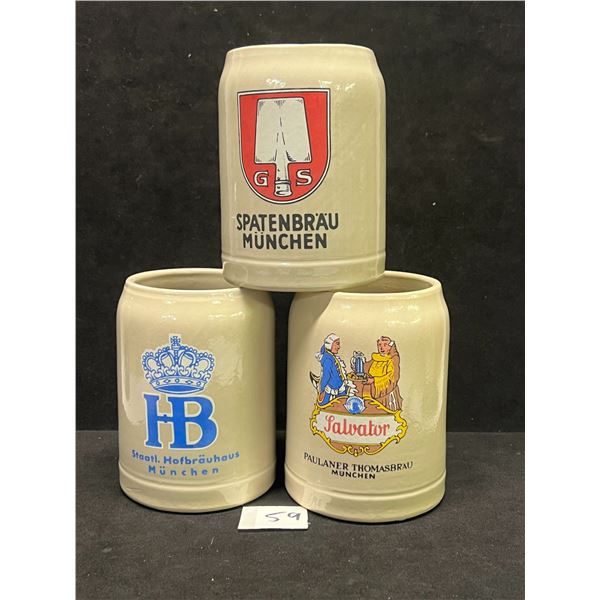 G S
SPATENBRÄU
MÜNCHEN
HB
Staatl. Hofbräuhaus
München
Salvator
PAULANER THOMASBRÄU
MÜNCHEN
59